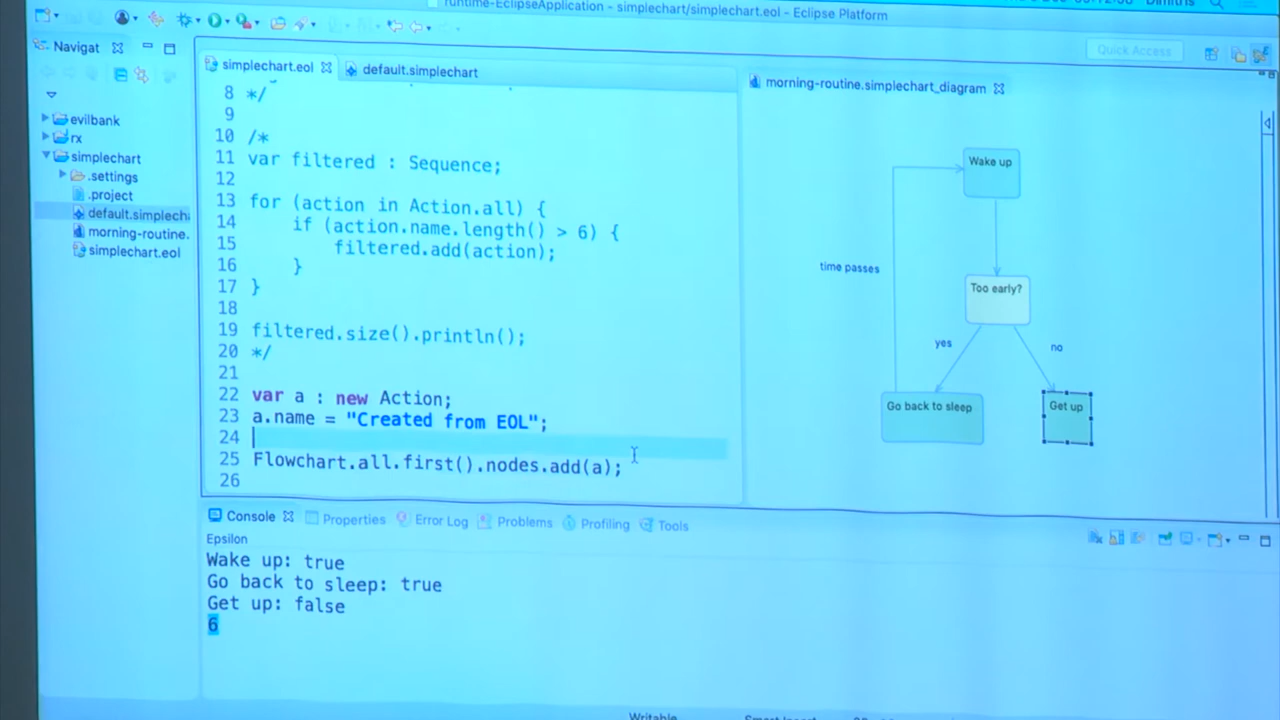 runtime-EclipseApplication - simplechart/simplechart.eol - Eclipse Platform
Quick Access
Navigat
evilbank
rx
simplechart
.settings
.project
default.simplecha
morning-routine.
simplechart.eol
simplechart.eol
default.simplechart
8 */
9
10 /*
11 var filtered : Sequence;
12
13 for (action in Action.all) {
14 if (action.name.length() > 6) {
15 filtered.add(action);
16 }
17 }
18
19 filtered.size().println();
20 */
21
22 var a : new Action;
23 a.name = "Created from EOL";
24
25 Flowchart.all.first().nodes.add(a);
26
morning-routine.simplechart_diagram
Wake up
time passes
Too early?
yes
no
Go back to sleep
Get up
Console
Properties
Error Log
Problems
Profiling
Tools
Epsilon
Wake up: true
Go back to sleep: true
Get up: false
6
Writable